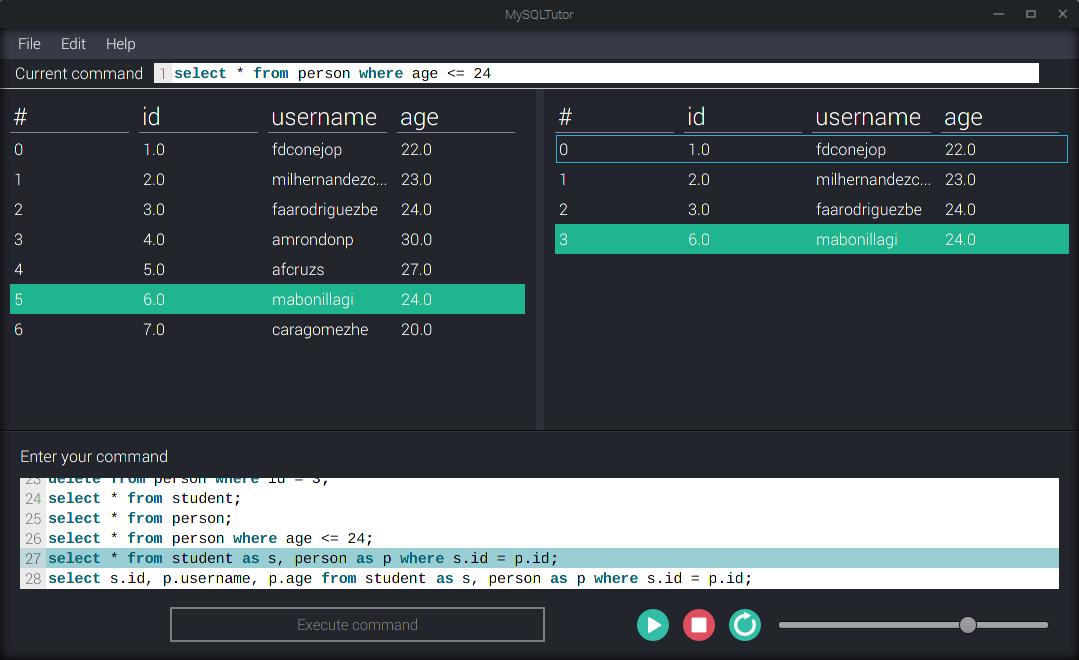 MySQLTutor
File Edit Help
Current command 1 select * from person where age <= 24
# id username age
0 1.0 fdconejop 22.0
1 2.0 milhernandezc... 23.0
2 3.0 faarodriguezbe 24.0
3 4.0 amrondonp 30.0
4 5.0 afcruzs 27.0
5 6.0 mabonillagi 24.0
6 7.0 caragomezhe 20.0
# id username age
0 1.0 fdconejop 22.0
1 2.0 milhernandezc... 23.0
2 3.0 faarodriguezbe 24.0
3 6.0 mabonillagi 24.0
Enter your command
23 delete from person where id = 3;
24 select * from student;
25 select * from person;
26 select * from person where age <= 24;
27 select * from student as s, person as p where s.id = p.id;
28 select s.id, p.username, p.age from student as s, person as p where s.id = p.id;
Execute command